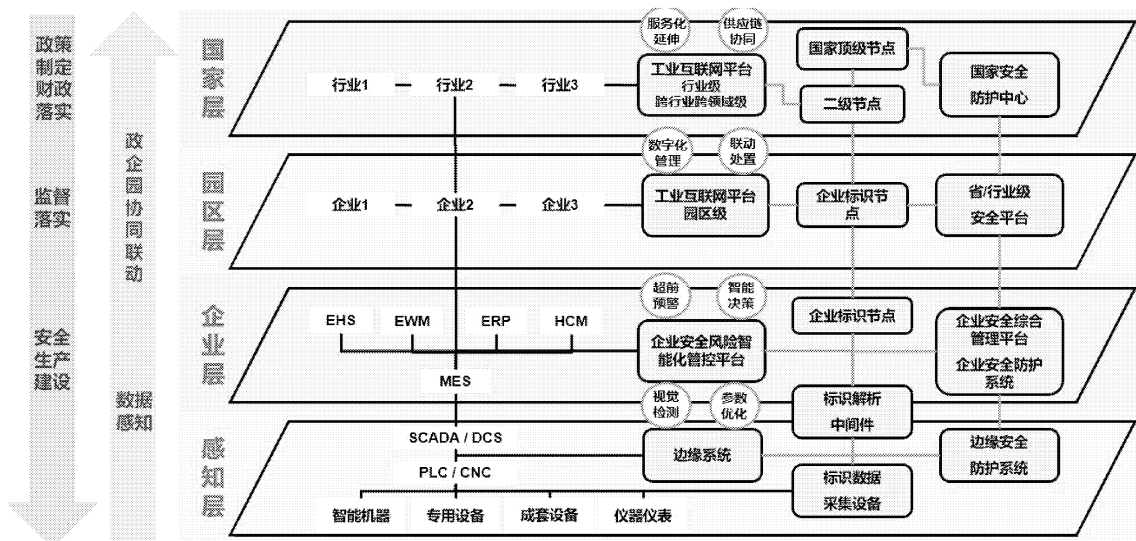 政策
制定
财政
落实
监督
落实
安全
生产
建设
政
企
园
协
同
联
动
数据
感知
国
家
层
行业1
行业2
行业3
服务化
延伸
供应链
协同
工业互联网平台
行业级
跨行业跨领域级
国家顶级节点
二级节点
国家安全
防护中心
园
区
层
企业1
企业2
企业3
数字化
管理
联动
处置
工业互联网平台
园区级
企业标识节
点
省/行业级
安全平台
企
业
层
EHS
EWM
ERP
HCM
MES
超前
预警
智能
决策
企业安全风险智
能化管控平台
企业标识节点
企业安全综合
管理平台
企业安全防护
系统
标识解析
中间件
感
知
层
SCADA / DCS
PLC / CNC
视觉
检测
参数
优化
边缘系统
边缘安全
防护系统
标识数据
采集设备
智能机器
专用设备
成套设备
仪器仪表